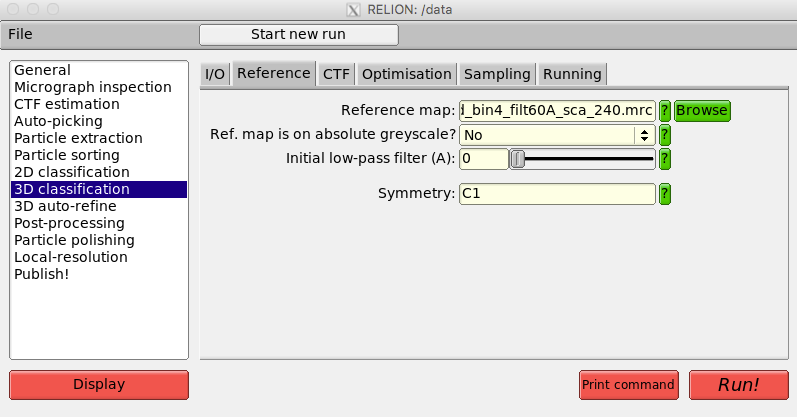 RELION: /data
File
Start new run
General
Micrograph inspection
CTF estimation
Auto-picking
Particle extraction
Particle sorting
2D classification
3D classification
3D auto-refine
Post-processing
Particle polishing
Local-resolution
Publish!
I/O Reference CTF Optimisation Sampling Running
Reference map: d_bin4_filt60A_sca_240.mrc ? Browse
Ref. map is on absolute greyscale? No ?
Initial low-pass filter (A): 0 ?
Symmetry: C1 ?
Display
Print command
Run!